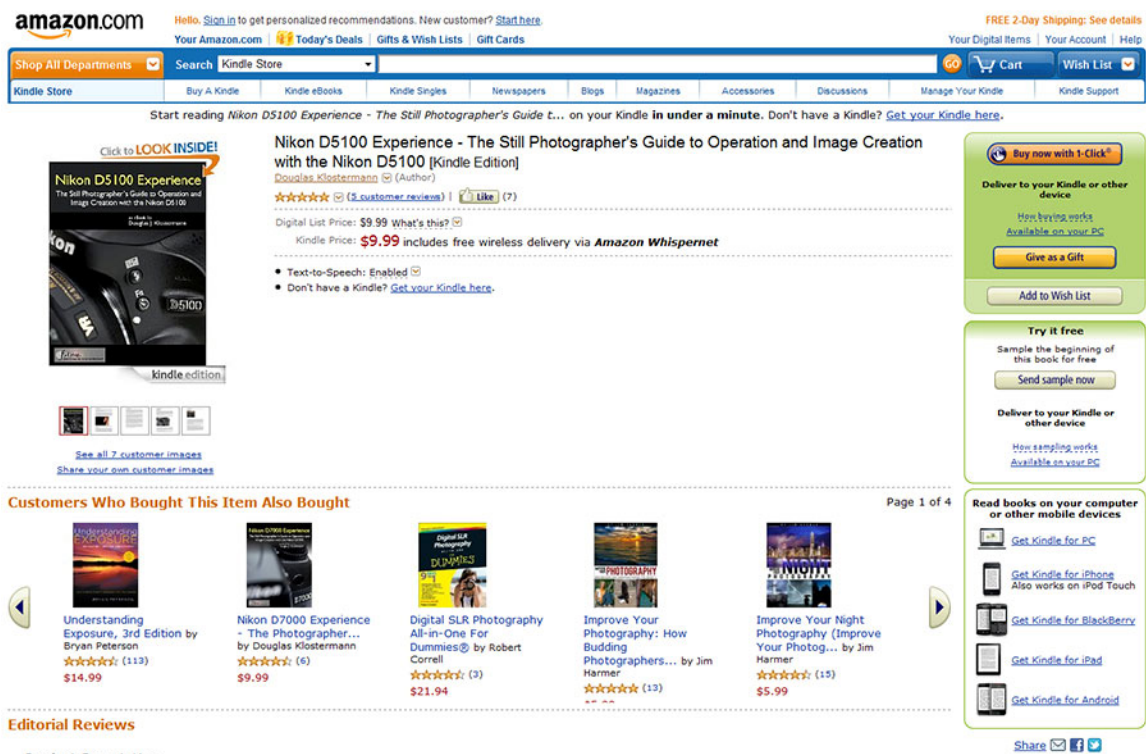 amazon.com
Hello. Sign in to get personalized recommendations. New customer? Start here.
FREE 2-Day Shipping: See details
Your Amazon.com Today's Deals Gifts & Wish Lists Gift Cards
Your Digital Items Your Account Help
Shop All Departments Search Kindle Store GO Cart Wish List
Kindle Store Buy A Kindle Kindle eBooks Kindle Singles Newspapers Blogs Magazines Accessories Discussions Manage Your Kindle Kindle Support
Start reading Nikon D5100 Experience - The Still Photographer's Guide t... on your Kindle in under a minute. Don't have a Kindle? Get your Kindle here.
Click to LOOK INSIDE!
Nikon D5100 Experience
The Still Photographer's Guide to Operation and
Image Creation with the Nikon D5100
Douglas J. Klostermann
D5100
VR
kindle edition
See all 7 customer images
Share your own customer images
Nikon D5100 Experience - The Still Photographer's Guide to Operation and Image Creation
with the Nikon D5100 [Kindle Edition]
Douglas Klostermann (Author)
(5 customer reviews) | Like (7)
Digital List Price: $9.99 What's this?
Kindle Price: $9.99 includes free wireless delivery via Amazon Whispernet
Text-to-Speech: Enabled
Don't have a Kindle? Get your Kindle here.
Buy now with 1-Click®
Deliver to your Kindle or other
device
How buying works
Available on your PC
Give as a Gift
Add to Wish List
Try it free
Sample the beginning of
this book for free
Send sample now
Deliver to your Kindle or
other device
How sampling works
Available on your PC
Customers Who Bought This Item Also Bought
Page 1 of 4
Understanding
EXPOSURE
Understanding
Exposure, 3rd Edition by
Bryan Peterson
(113)
$14.99
Nikon D7000 Experience
Nikon D7000 Experience
- The Photographer...
by Douglas Klostermann
(6)
$9.99
Digital SLR
Photography
DUMMIES
Digital SLR Photography
All-in-One For
Dummies® by Robert
Correll
(3)
$21.94
PHOTOGRAPHY
Improve Your
Photography: How
Budding
Photographers... by Jim
Harmer
(13)
NIGHT
Improve Your Night
Photography (Improve
Your Photog... by Jim
Harmer
(15)
$5.99
Read books on your computer
or other mobile devices
Get Kindle for PC
Get Kindle for iPhone
Also works on iPod Touch
Get Kindle for BlackBerry
Get Kindle for iPad
Get Kindle for Android
Editorial Reviews
Share